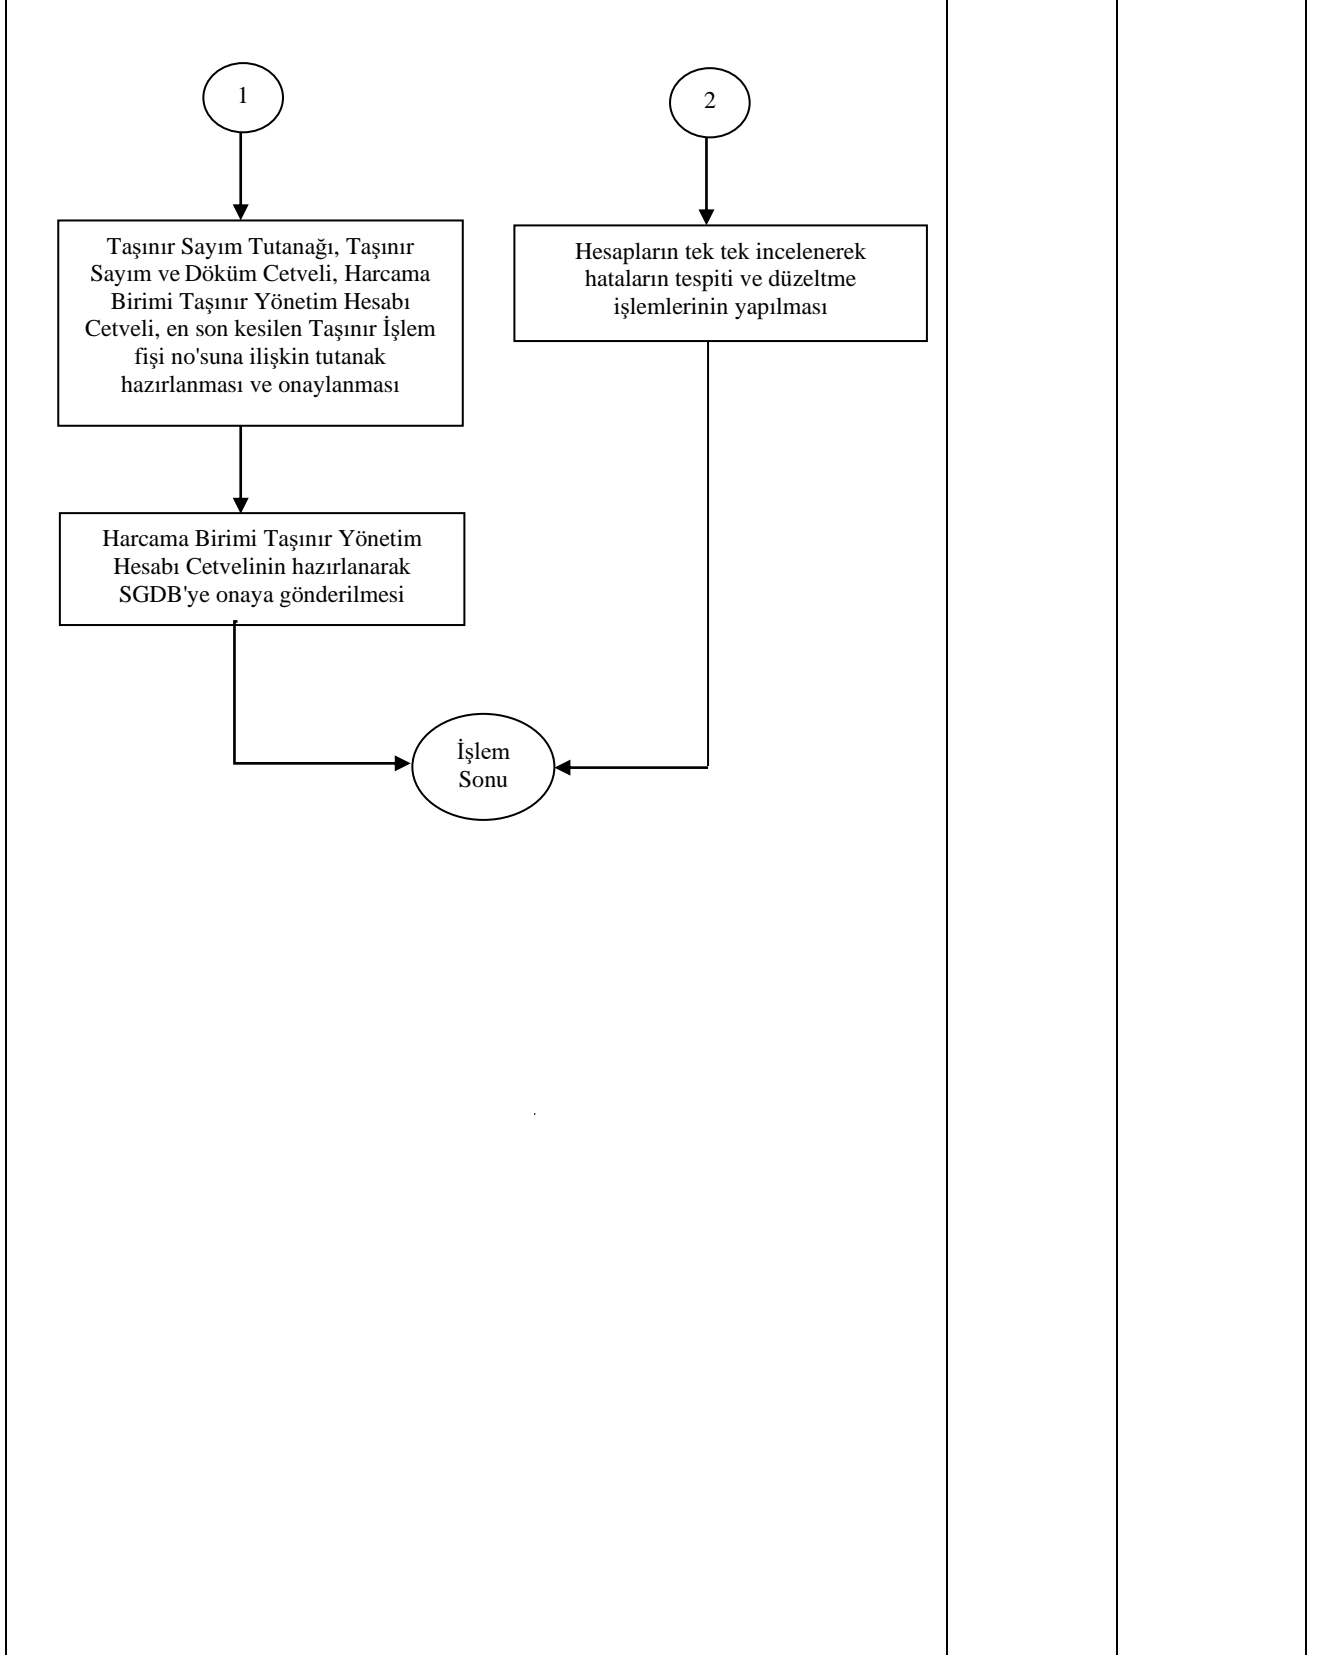 1
Taşınır Sayım Tutanağı, Taşınır
Sayım ve Döküm Cetveli, Harcama
Birimi Taşınır Yönetim Hesabı
Cetveli, en son kesilen Taşınır İşlem
fişi no'suna ilişkin tutanak
hazırlanması ve onaylanması
Harcama Birimi Taşınır Yönetim
Hesabı Cetvelinin hazırlanarak
SGDB'ye onaya gönderilmesi
2
Hesapların tek tek incelenerek
hataların tespiti ve düzeltme
işlemlerinin yapılması
İşlem
Sonu